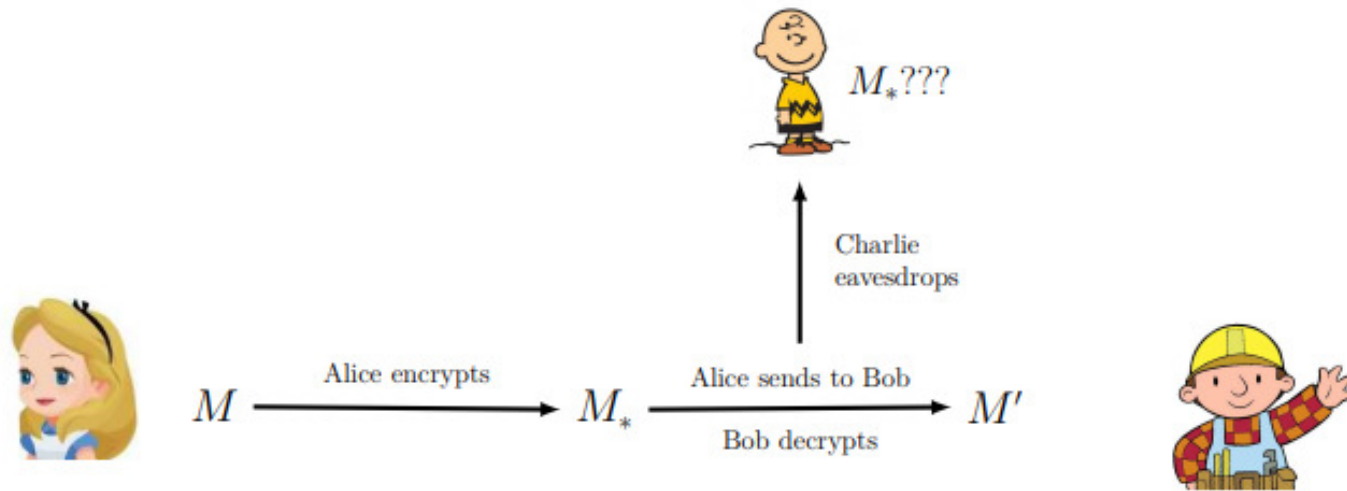 M_*???
Charlie
eavesdrops
Alice encrypts
Alice sends to Bob
M
M_*
M'
Bob decrypts